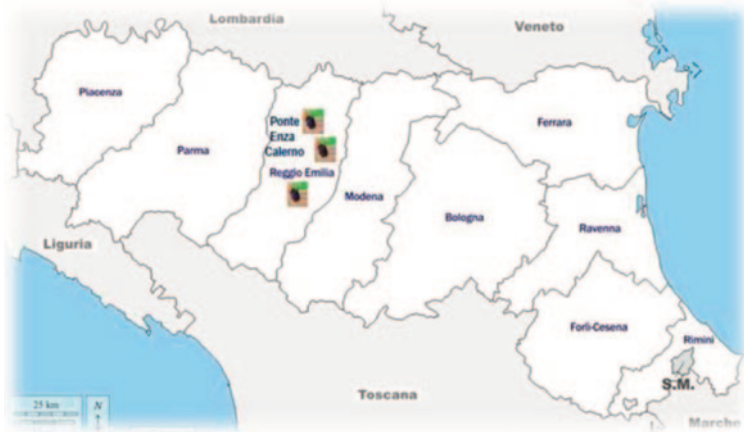 Lombardia
Veneto
Piacenza
Ponte
Enza
Calerno
Ferrara
Parma
Reggio Emilia
Modena
Bologna
Ravenna
Liguria
Forlì-Cesena
Rimini
S.M.
Toscana
25 km
N
Marche